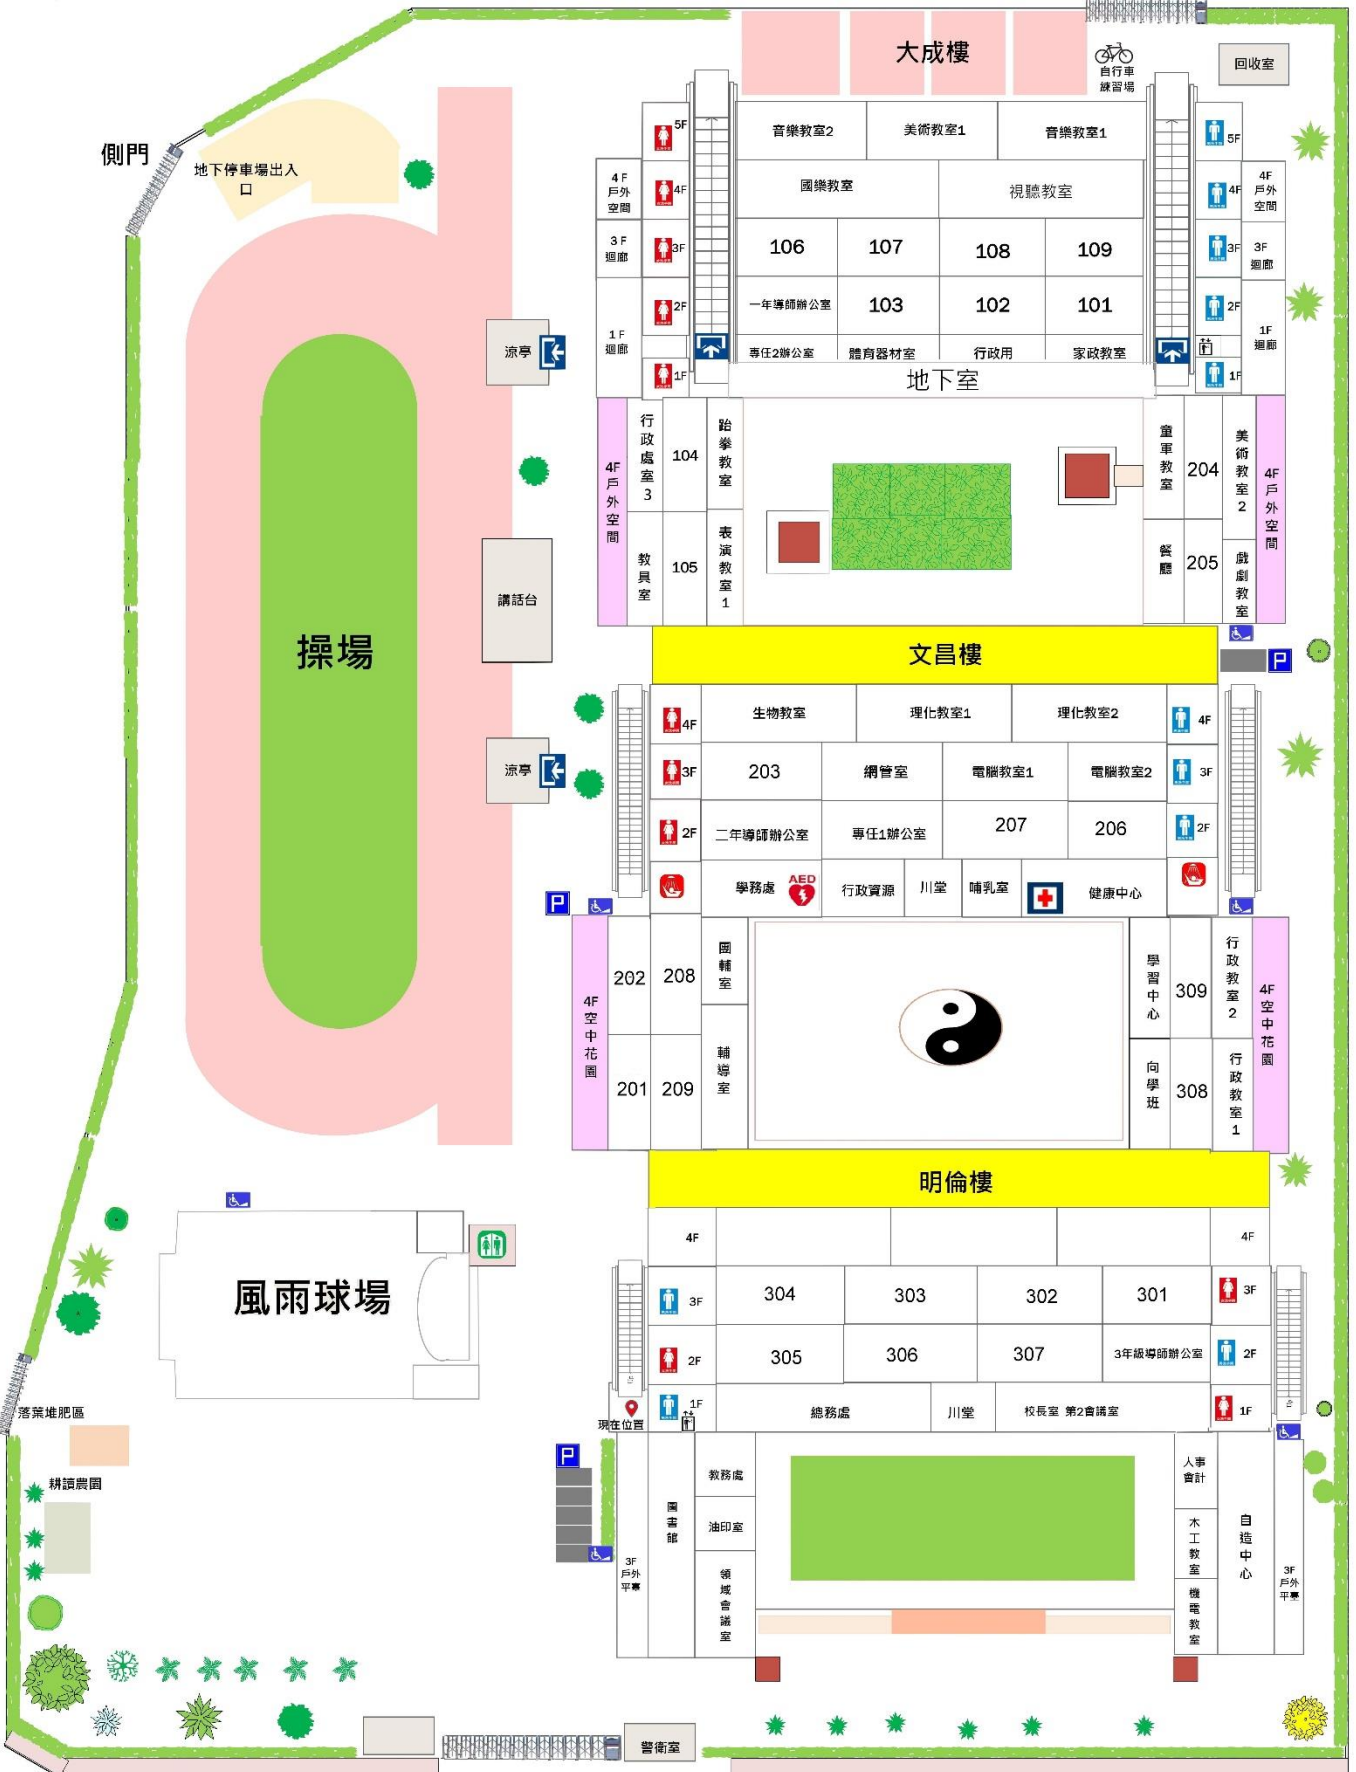 大成樓
自行車
練習場
回收室
側門
地下停車場出入
口
5F
音樂教室2
美術教室1
音樂教室1
5F
4F
戶外
空間
4F
國樂教室
視聽教室
4F
4F
戶外
空間
3F
迴廊
3F
106
107
108
109
3F
3F
迴廊
1F
迴廊
2F
一年導師辦公室
103
102
101
2F
1F
迴廊
涼亭
1F
專任2辦公室
體育器材室
行政用
家政教室
1F
地下室
4F戶外空間
行政處室3
104
跆拳教室
童軍教室
204
美術教室2
4F戶外空間
教具室
105
表演教室1
餐廳
205
戲劇教室
講話台
操場
文昌樓
P
4F
生物教室
理化教室1
理化教室2
4F
涼亭
3F
203
網管室
電腦教室1
電腦教室2
3F
2F
二年導師辦公室
專任1辦公室
207
206
2F
學務處
AED
行政資源
川堂
哺乳室
健康中心
P
4F空中花園
202
208
團輔室
學習中心
309
行政教室2
4F空中花園
201
209
輔導室
向學班
308
行政教室1
明倫樓
4F
4F
風雨球場
3F
304
303
302
301
3F
2F
305
306
307
3年級導師辦公室
2F
現在位置
1F
總務處
川堂
校長室 第2會議室
1F
落葉堆肥區
耕讀農園
P
3F
戶外
平臺
圖書館
教務處
油印室
領域會議室
人事
會計
木工教室
機電教室
自造中心
3F
戶外
平臺
警衛室